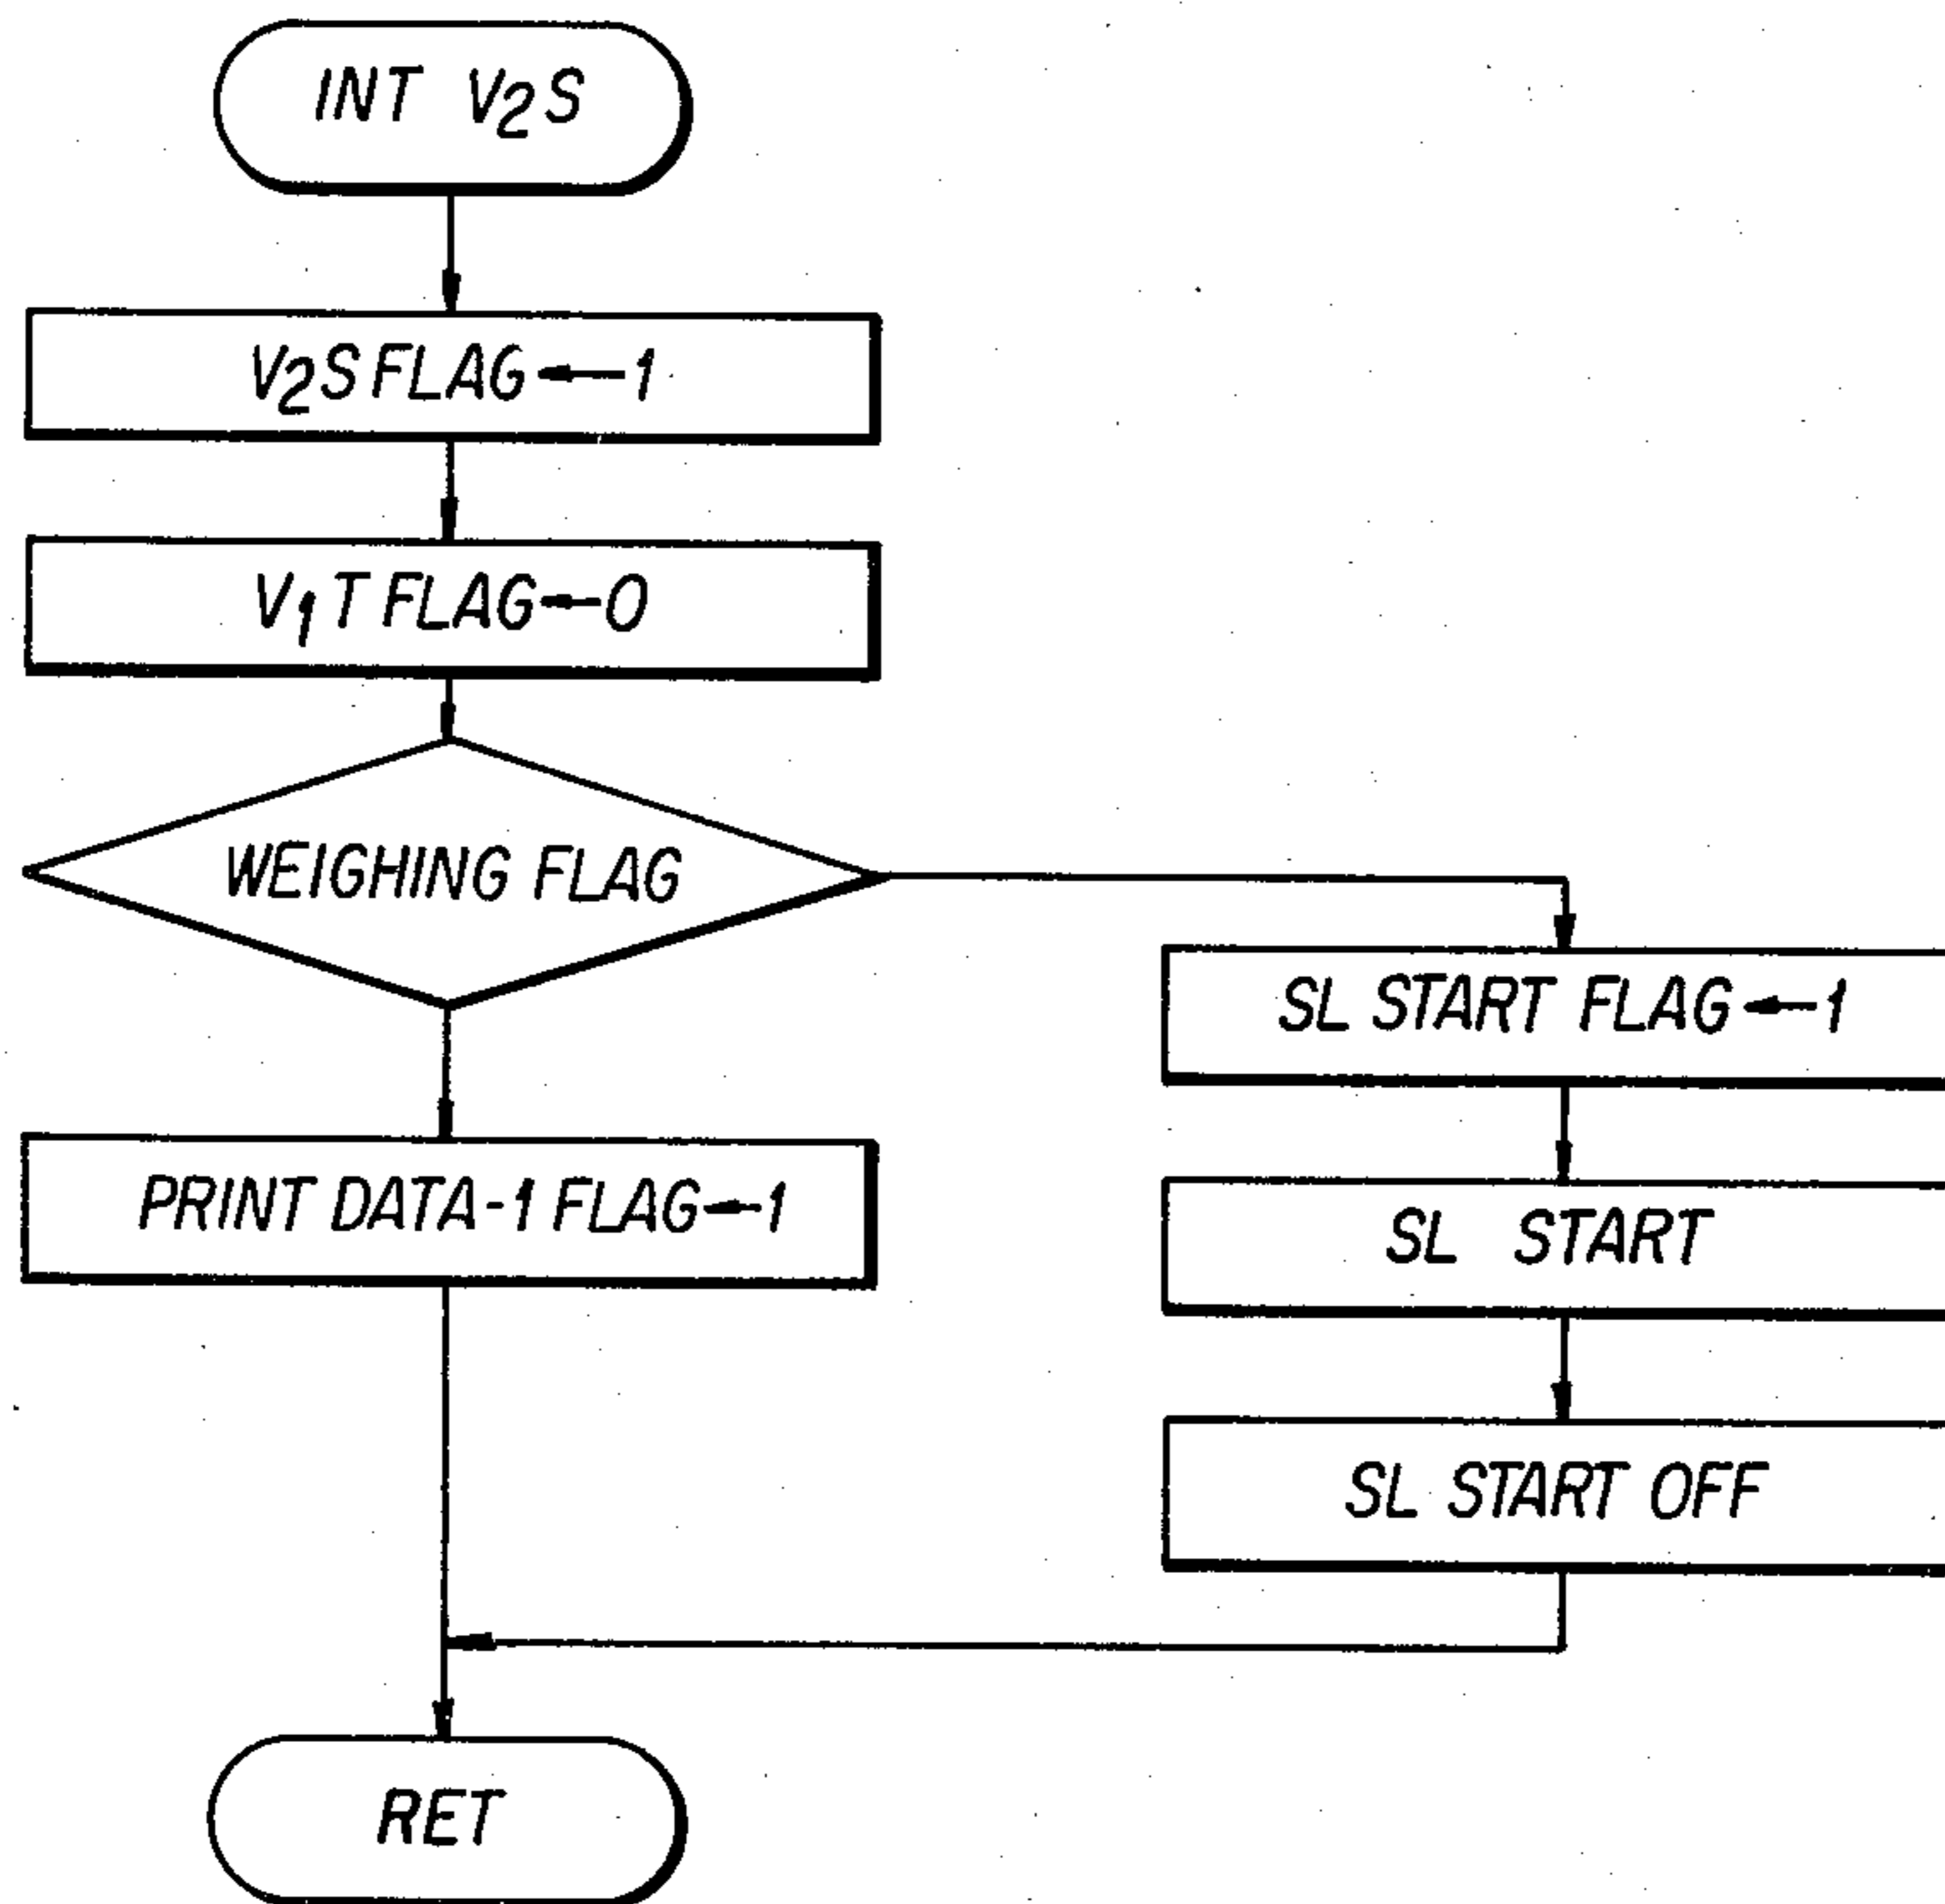 INT V₂S
V₂S FLAG ← 1
V₁T FLAG ← 0
WEIGHING FLAG
SL START FLAG ← 1
PRINT DATA-1 FLAG ← 1
SL START
SL START OFF
RET